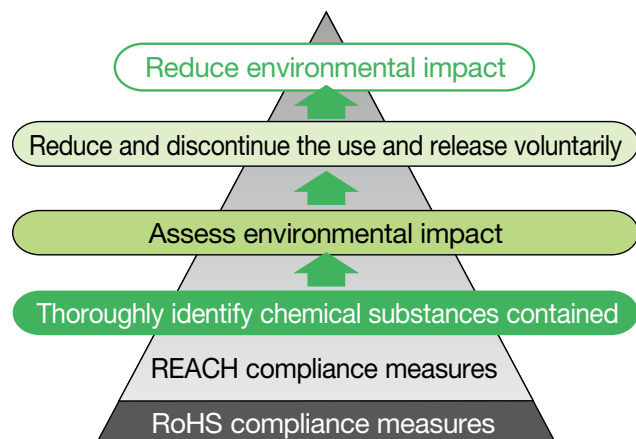 Reduce environmental impact
Reduce and discontinue the use and release voluntarily
Assess environmental impact
Thoroughly identify chemical substances contained
REACH compliance measures
RoHS compliance measures